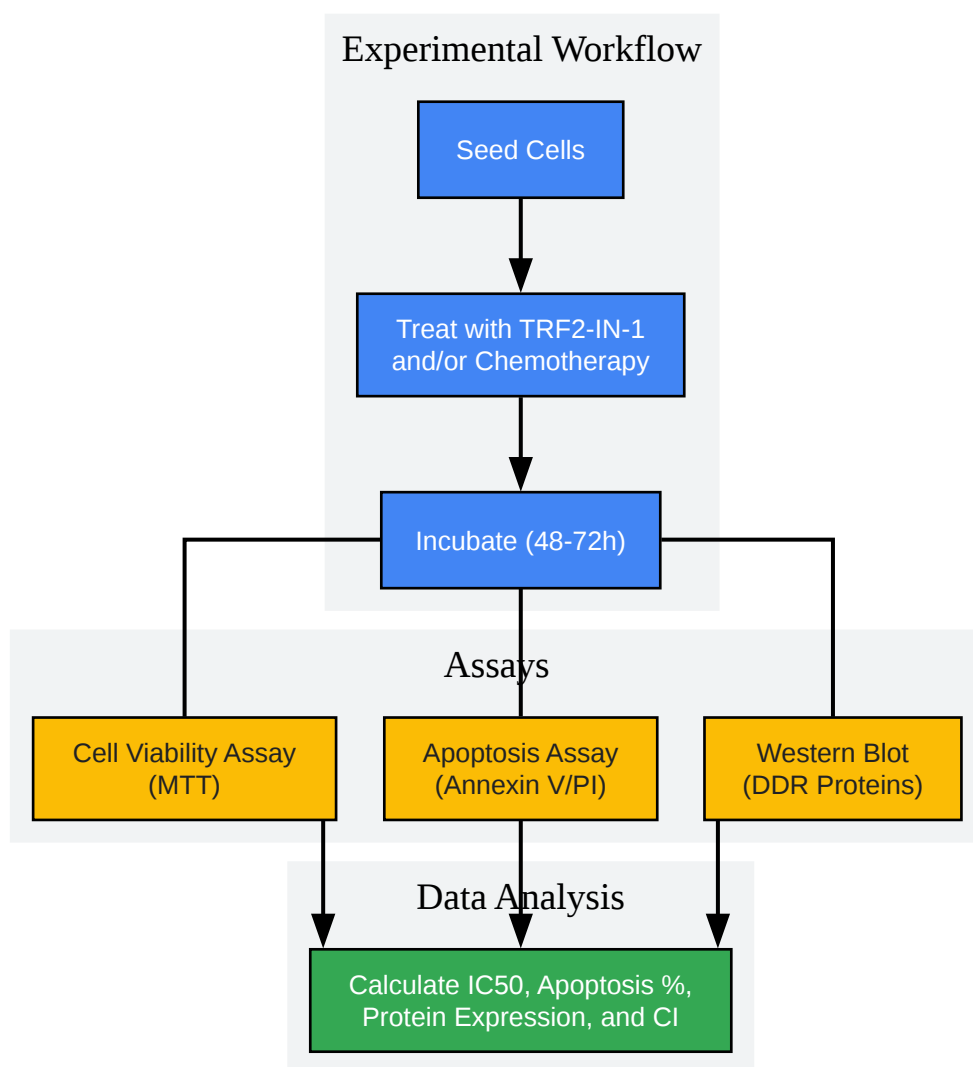 Experimental Workflow
Seed Cells
Treat with TRF2-IN-1
and/or Chemotherapy
Incubate (48-72h)
Assays
Cell Viability Assay
(MTT)
Apoptosis Assay
(Annexin V/PI)
Western Blot
(DDR Proteins)
Data Analysis
Calculate IC50, Apoptosis %,
Protein Expression, and CI